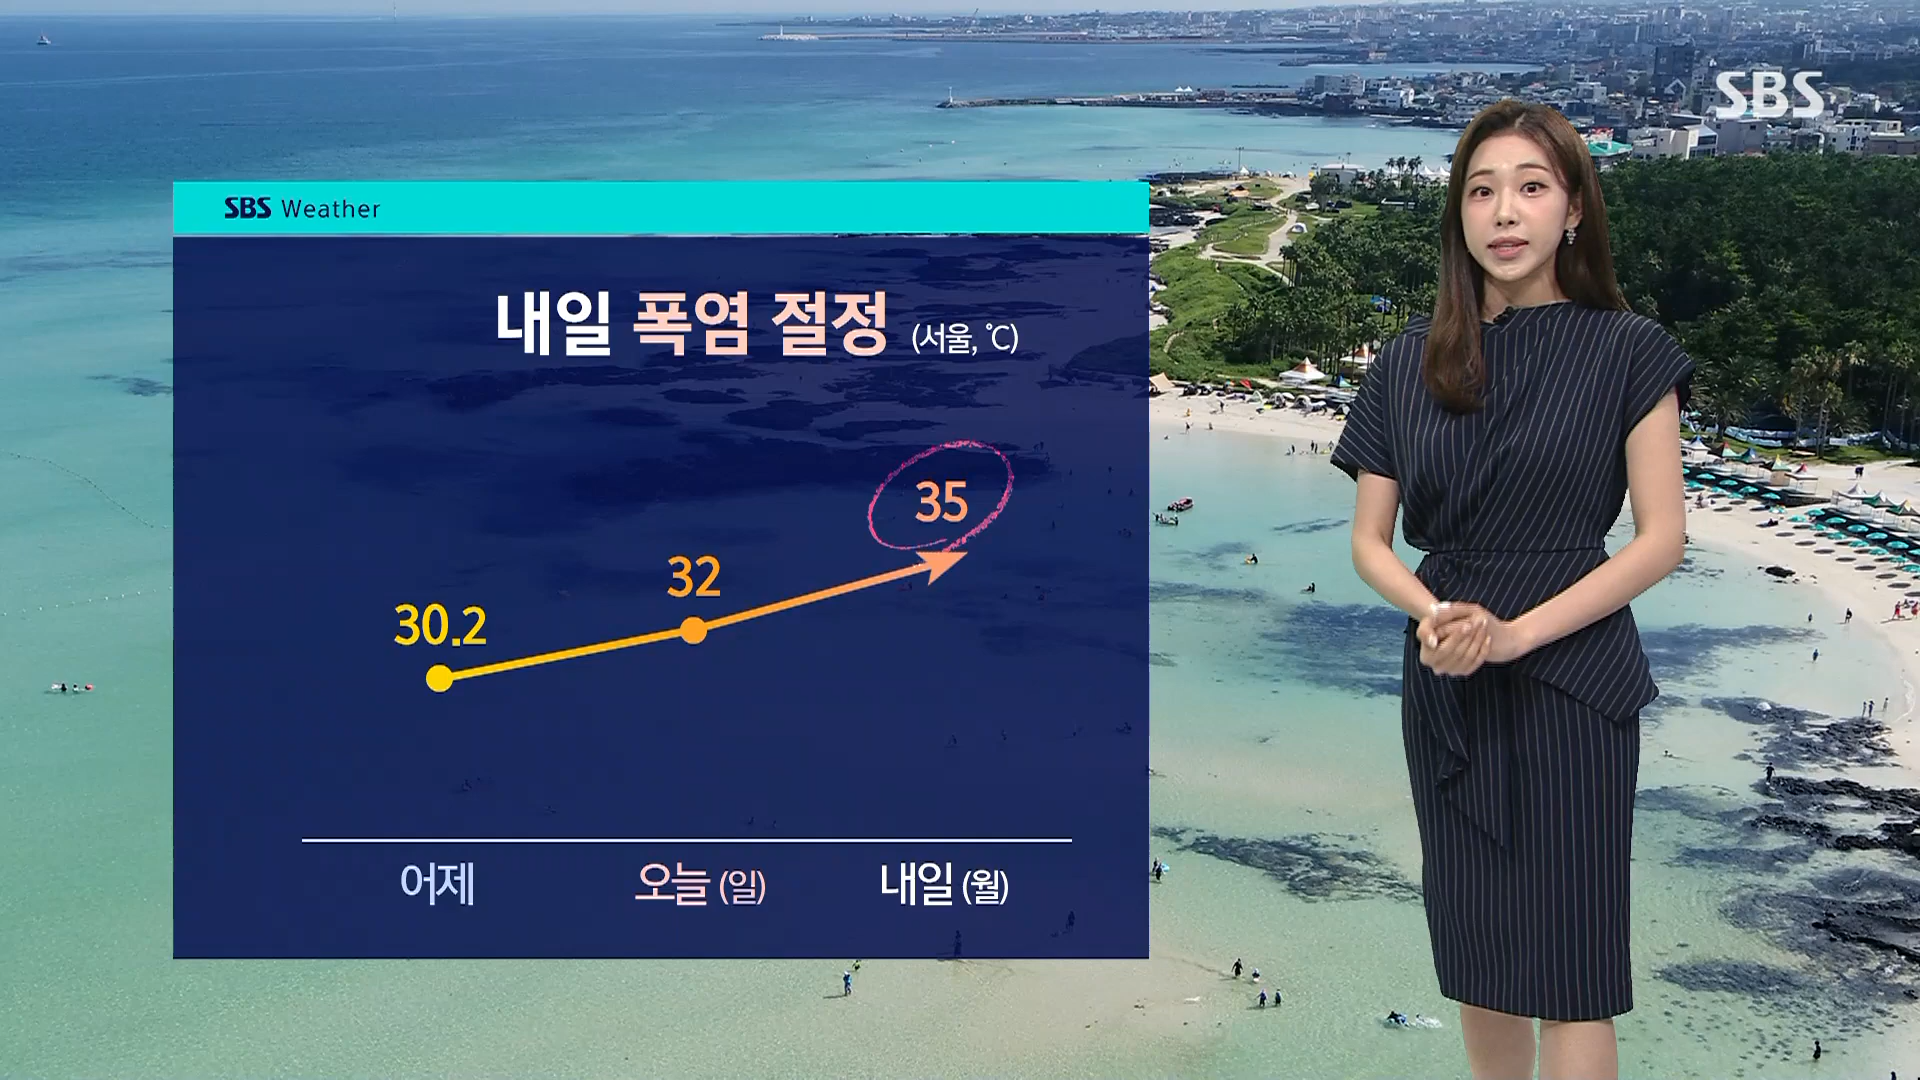 SBS
SBS Weather
내일 폭염 절정 (서울, ℃)
35
32
30.2
어제 오늘 (일) 내일 (월)